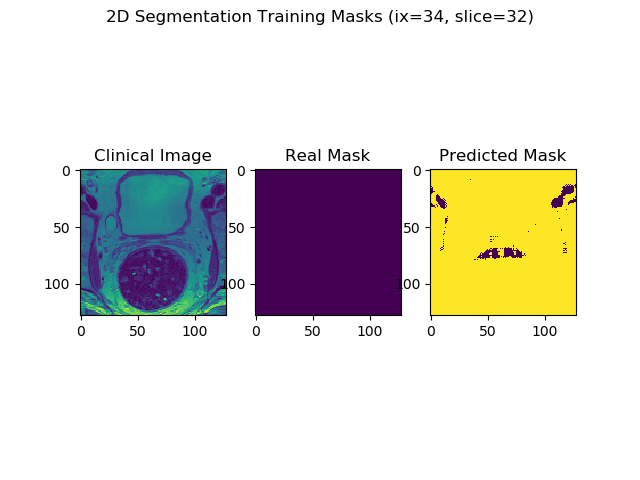 2D Segmentation Training Masks (ix=34, slice=32)
Clinical Image Real Mask Predicted Mask
0 0 0
50 50 50
100 100 100
0 50 100 0 50 100 0 50 100